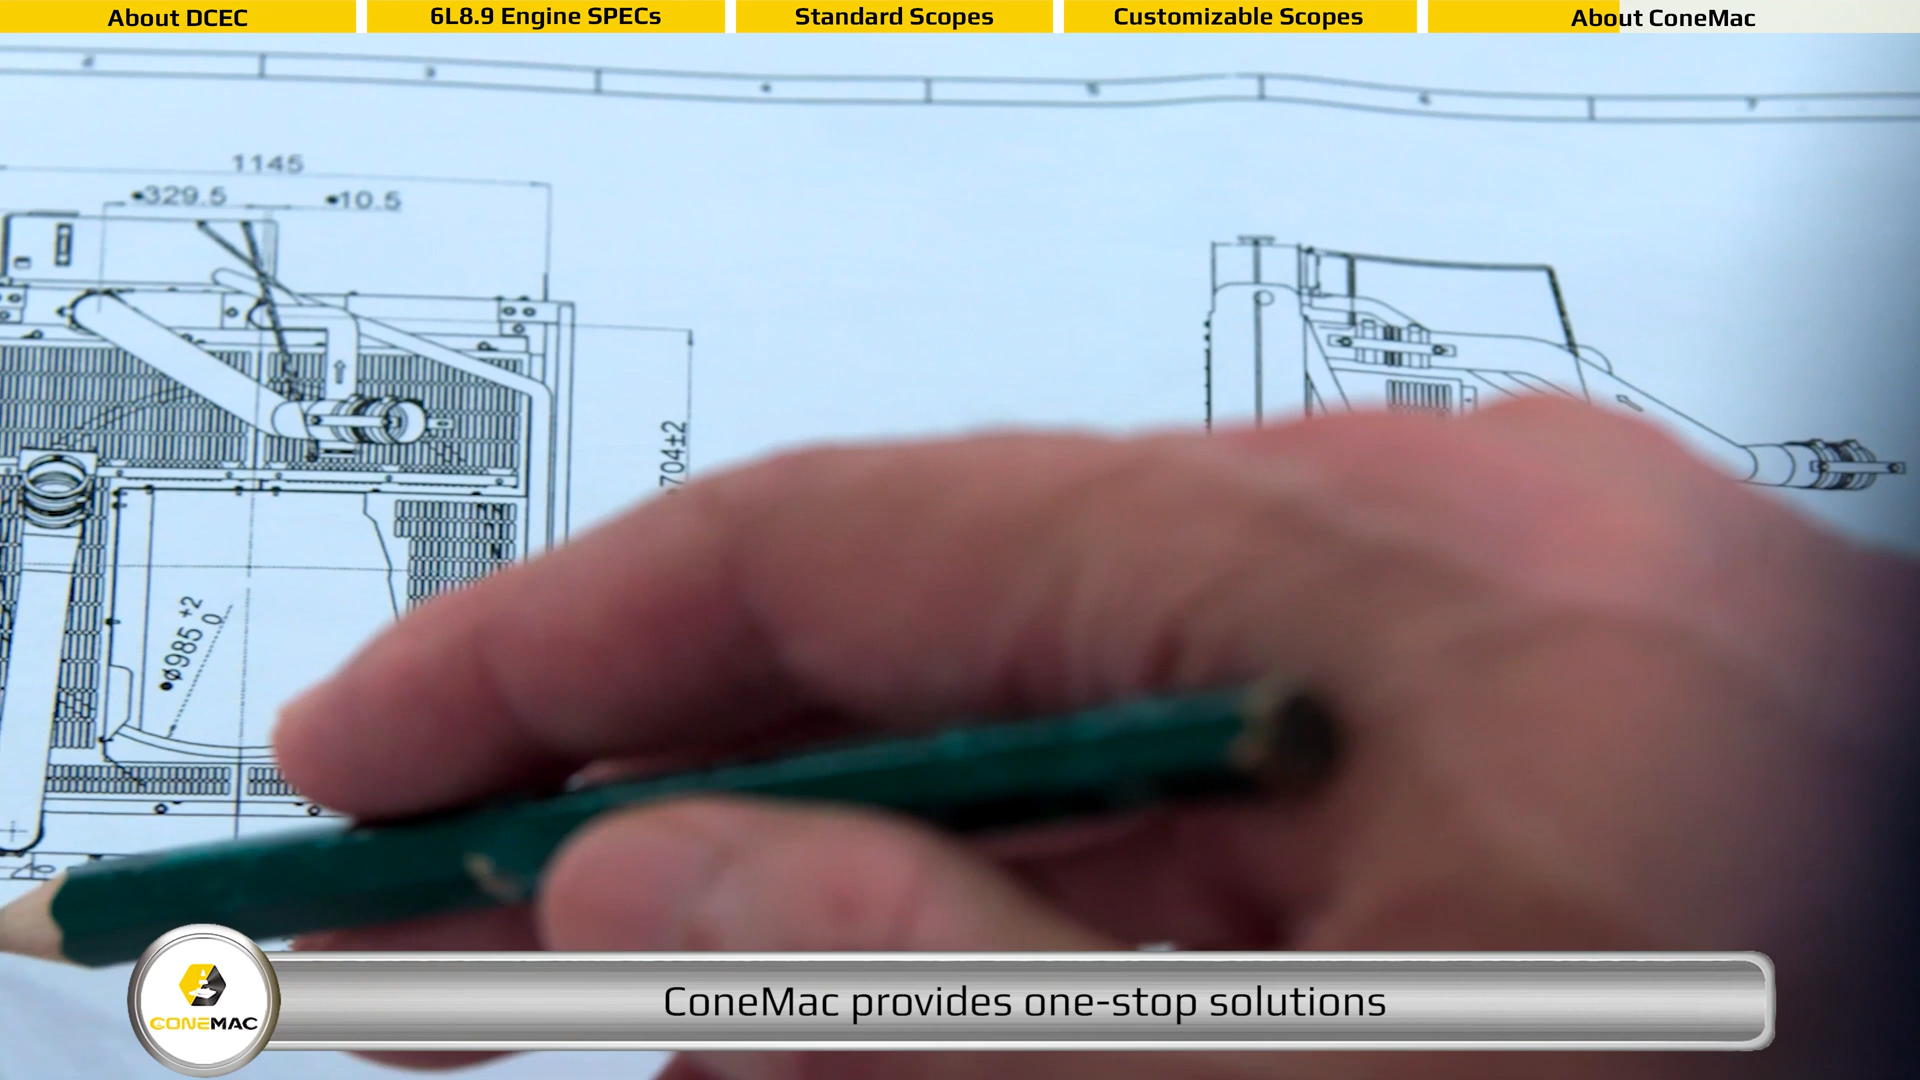 About DCEC
6L8.9 Engine SPECs
Standard Scopes
Customizable Scopes
About ConeMac
1145
329.5
10.5
704±2
ø985 +2
0
CONEMAC
ConeMac provides one-stop solutions